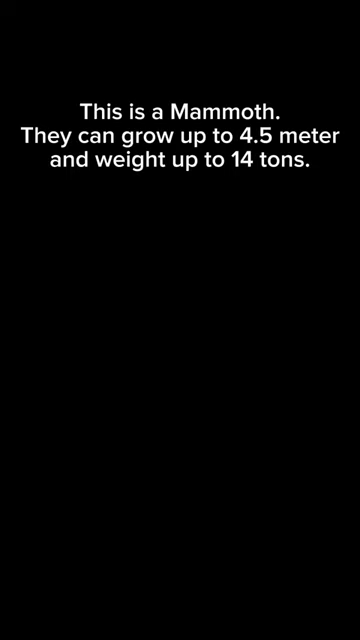 This is a Mammoth.
They can grow up to 4.5 meter
and weight up to 14 tons.